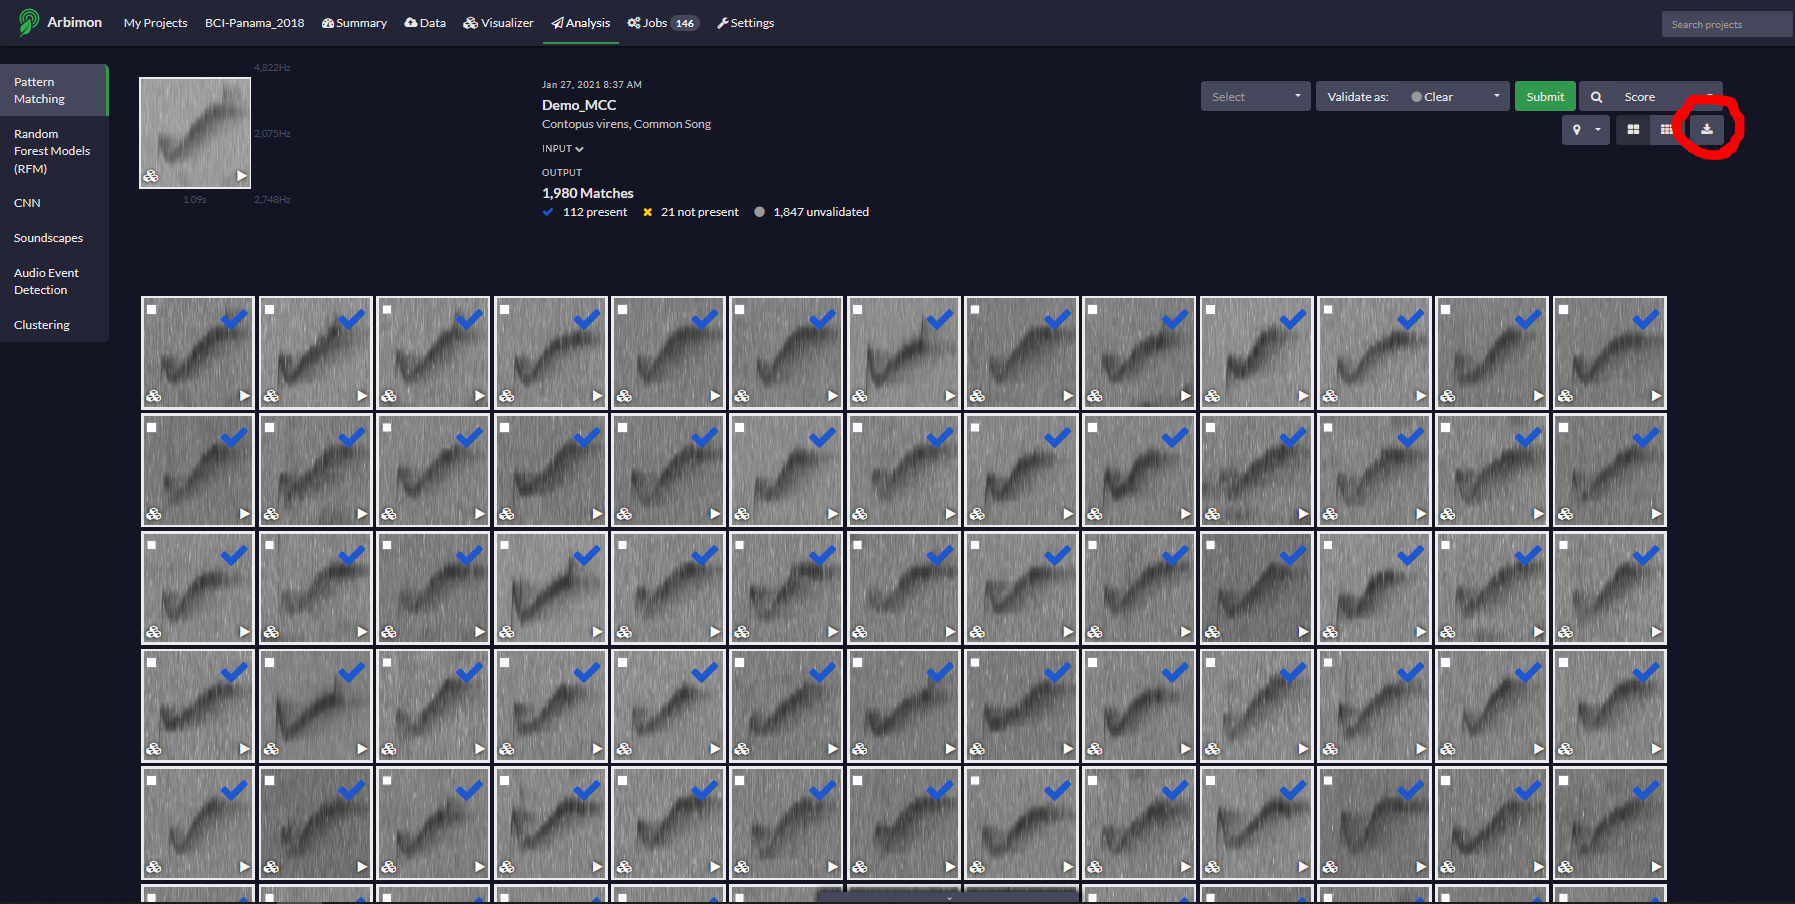 Arbimon My Projects BCI-Panama_2018 Summary Data Visualizer Analysis Jobs 146 Settings Search projects
Pattern
Matching
Random
Forest Models
(RFM)
CNN
Soundscapes
Audio Event
Detection
Clustering
4,822Hz
2,075Hz
1.09s 2,748Hz
Jan 27, 2021 8:37 AM
Demo_MCC
Contopus virens, Common Song
INPUT
OUTPUT
1,980 Matches
112 present 21 not present 1,847 unvalidated
Select Validate as: Clear Submit Score